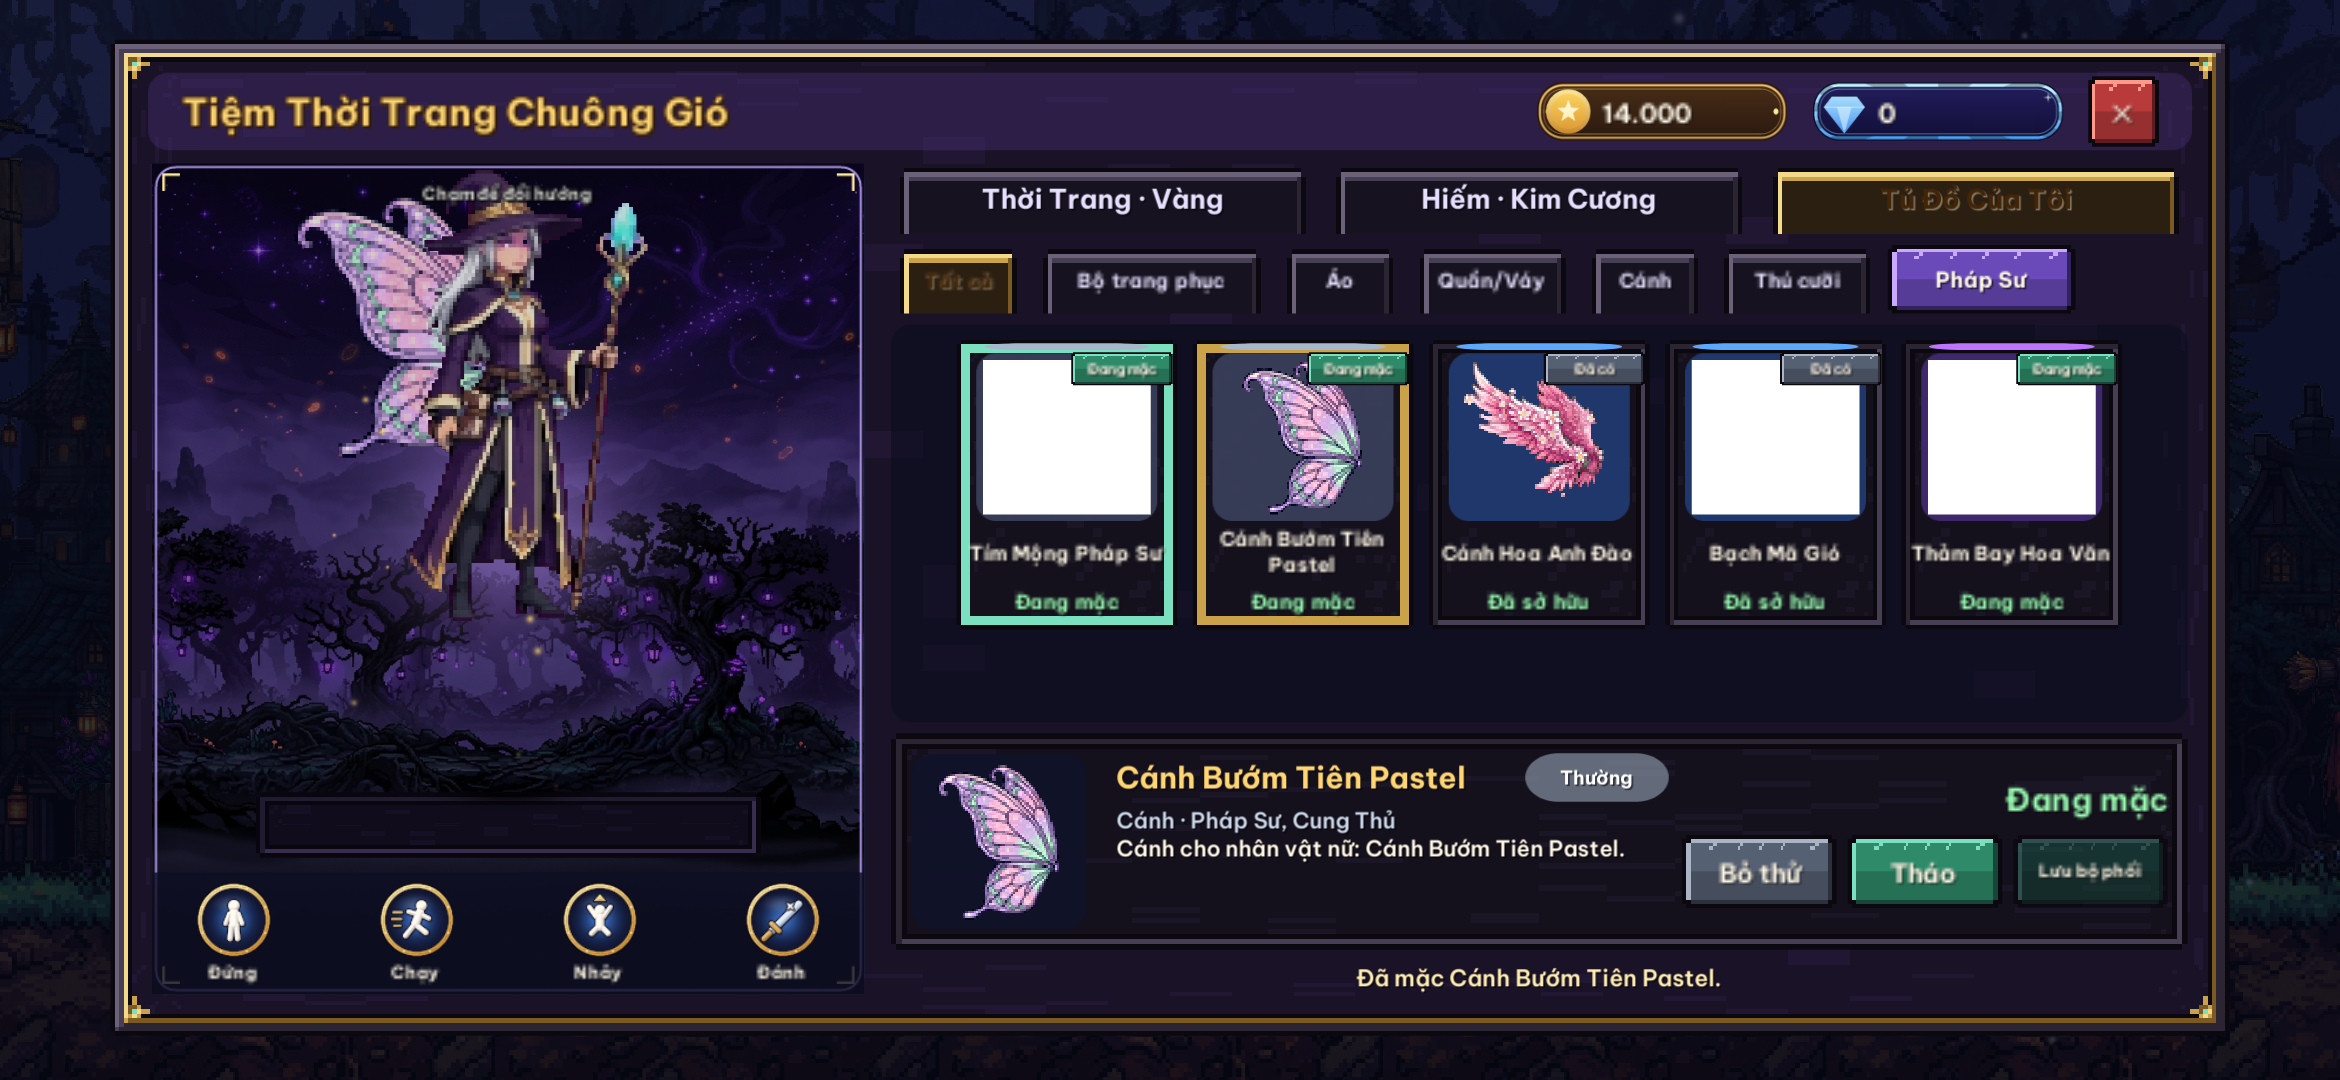 Tiệm Thời Trang Chuông Gió
14.000
0
Chạm để đổi hướng
Thời Trang · Vàng
Hiếm · Kim Cương
Tủ Đồ Của Tôi
Tất cả
Bộ trang phục
Áo
Quần/Váy
Cánh
Thú cưỡi
Pháp Sư
Đang mặc
Đang mặc
Đã có
Đã có
Đang mặc
Tím Mộng Pháp Sư
Cánh Bướm Tiên
Pastel
Cánh Hoa Anh Đào
Bạch Mã Gió
Thảm Bay Hoa Văn
Đang mặc
Đang mặc
Đã sở hữu
Đã sở hữu
Đang mặc
Cánh Bướm Tiên Pastel
Thường
Cánh · Pháp Sư, Cung Thủ
Cánh cho nhân vật nữ: Cánh Bướm Tiên Pastel.
Đang mặc
Bỏ thử
Tháo
Lưu bộ phối
Đứng
Chạy
Nhảy
Đánh
Đã mặc Cánh Bướm Tiên Pastel.